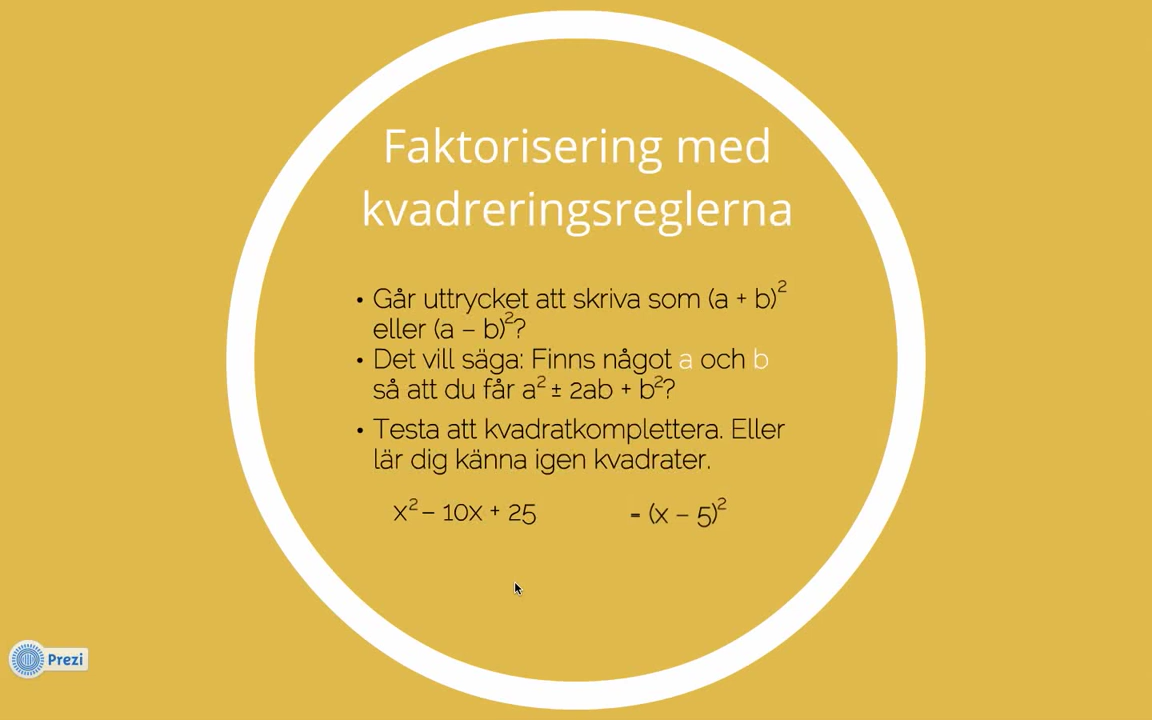 Faktorisering med
kvadreringsreglerna
• Går uttrycket att skriva som (a + b)²
eller (a – b)²?
• Det vill säga: Finns något a och b
så att du får a² ± 2ab + b²?
• Testa att kvadratkomplettera. Eller
lär dig känna igen kvadrater.
x² – 10x + 25 = (x – 5)²
Prezi